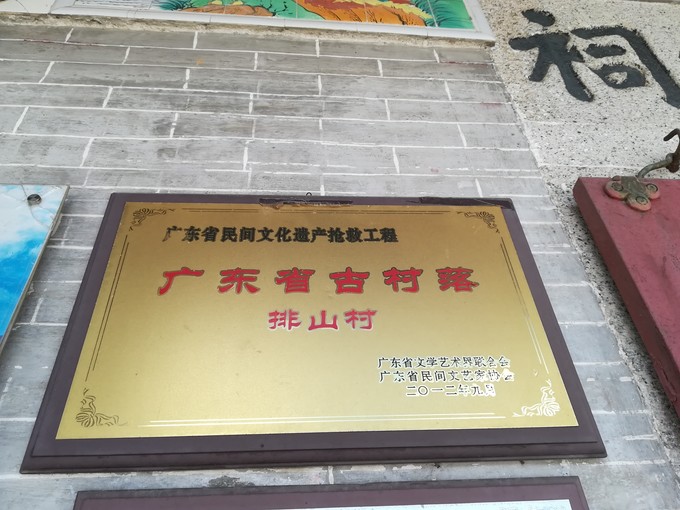 祠
广东省民间文化遗产抢救工程
广东省古村落
排山村
广东省文学艺术界联合会
广东省民间文艺家协会
二〇一二年九月